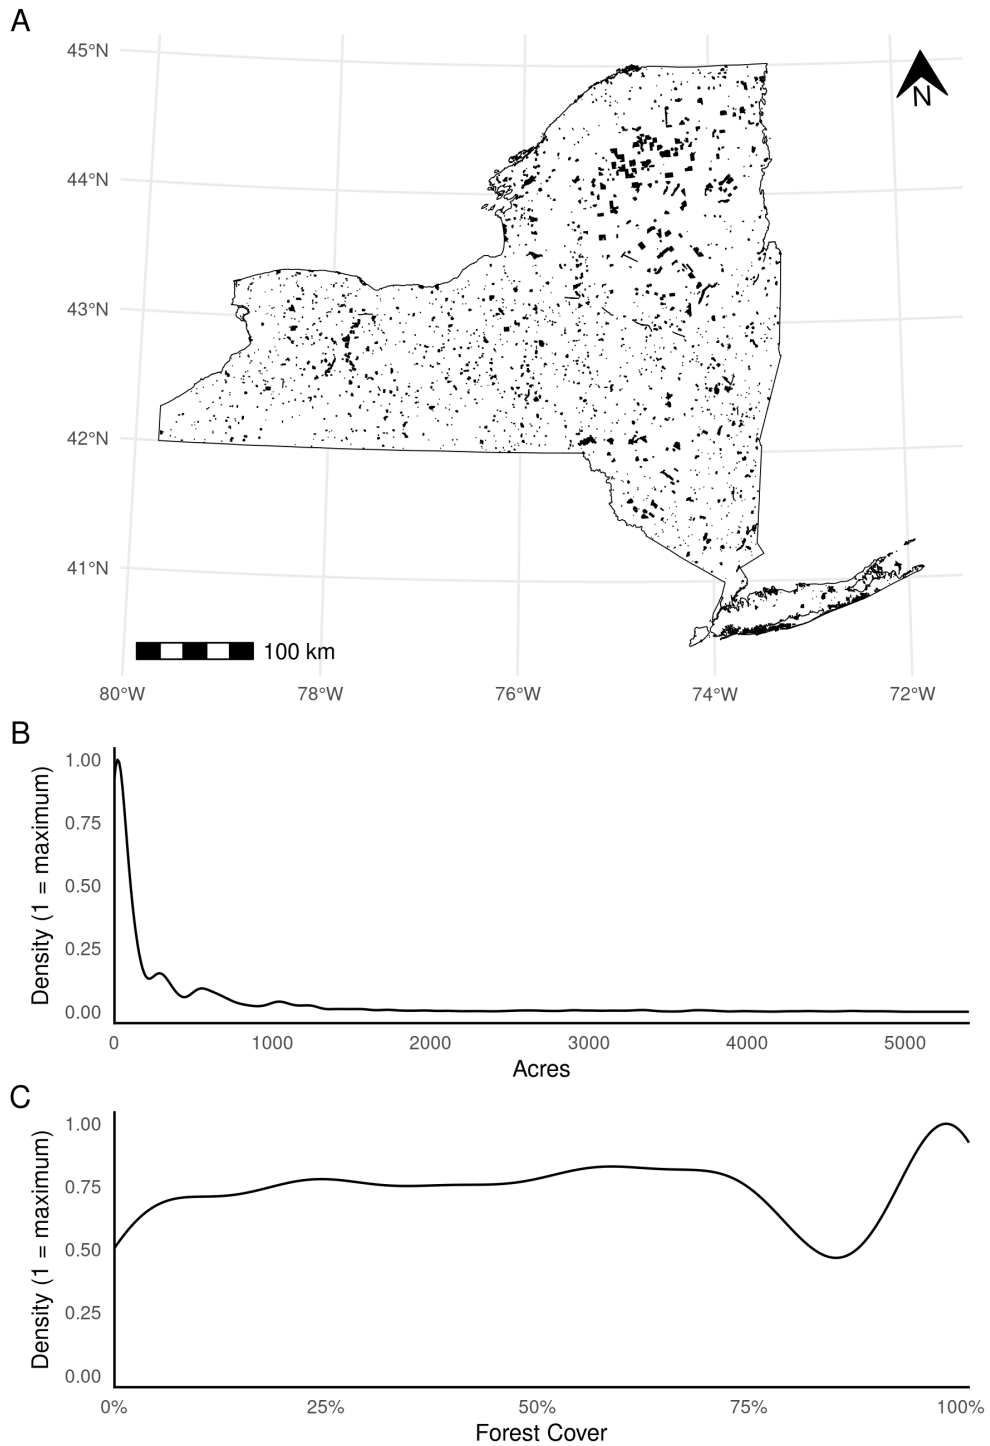 A
45°N
44°N
43°N
42°N
41°N
N
100 km
80°W 78°W 76°W 74°W 72°W
B
Density (1 = maximum)
1.00
0.75
0.50
0.25
0.00
0 1000 2000 3000 4000 5000
Acres
C
Density (1 = maximum)
1.00
0.75
0.50
0.25
0.00
0% 25% 50% 75% 100%
Forest Cover